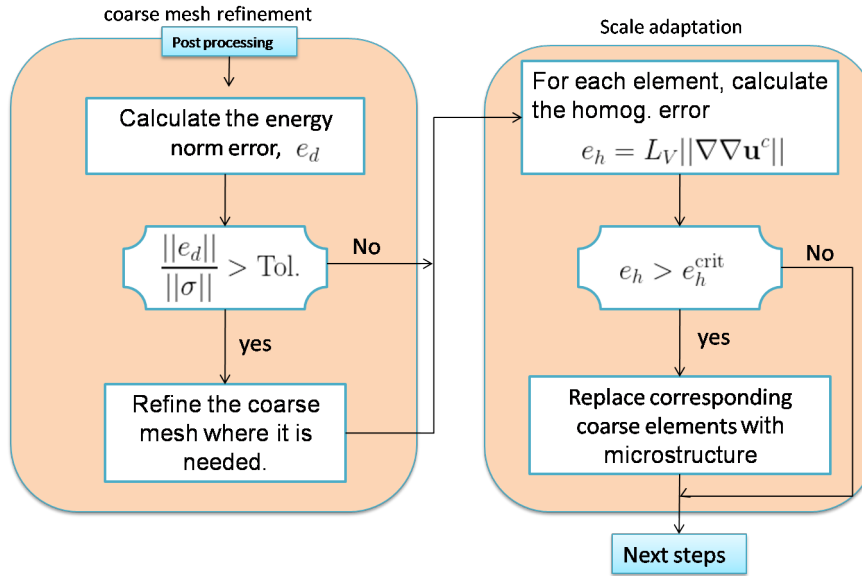 coarse mesh refinement
Post processing
Calculate the energy
norm error, e_d
||e_d||
||σ||
> Tol.
No
yes
Refine the coarse
mesh where it is
needed.
Scale adaptation
For each element, calculate
the homog. error
e_h = L_V||∇∇u^c||
e_h > e_h^crit
No
yes
Replace corresponding
coarse elements with
microstructure
Next steps